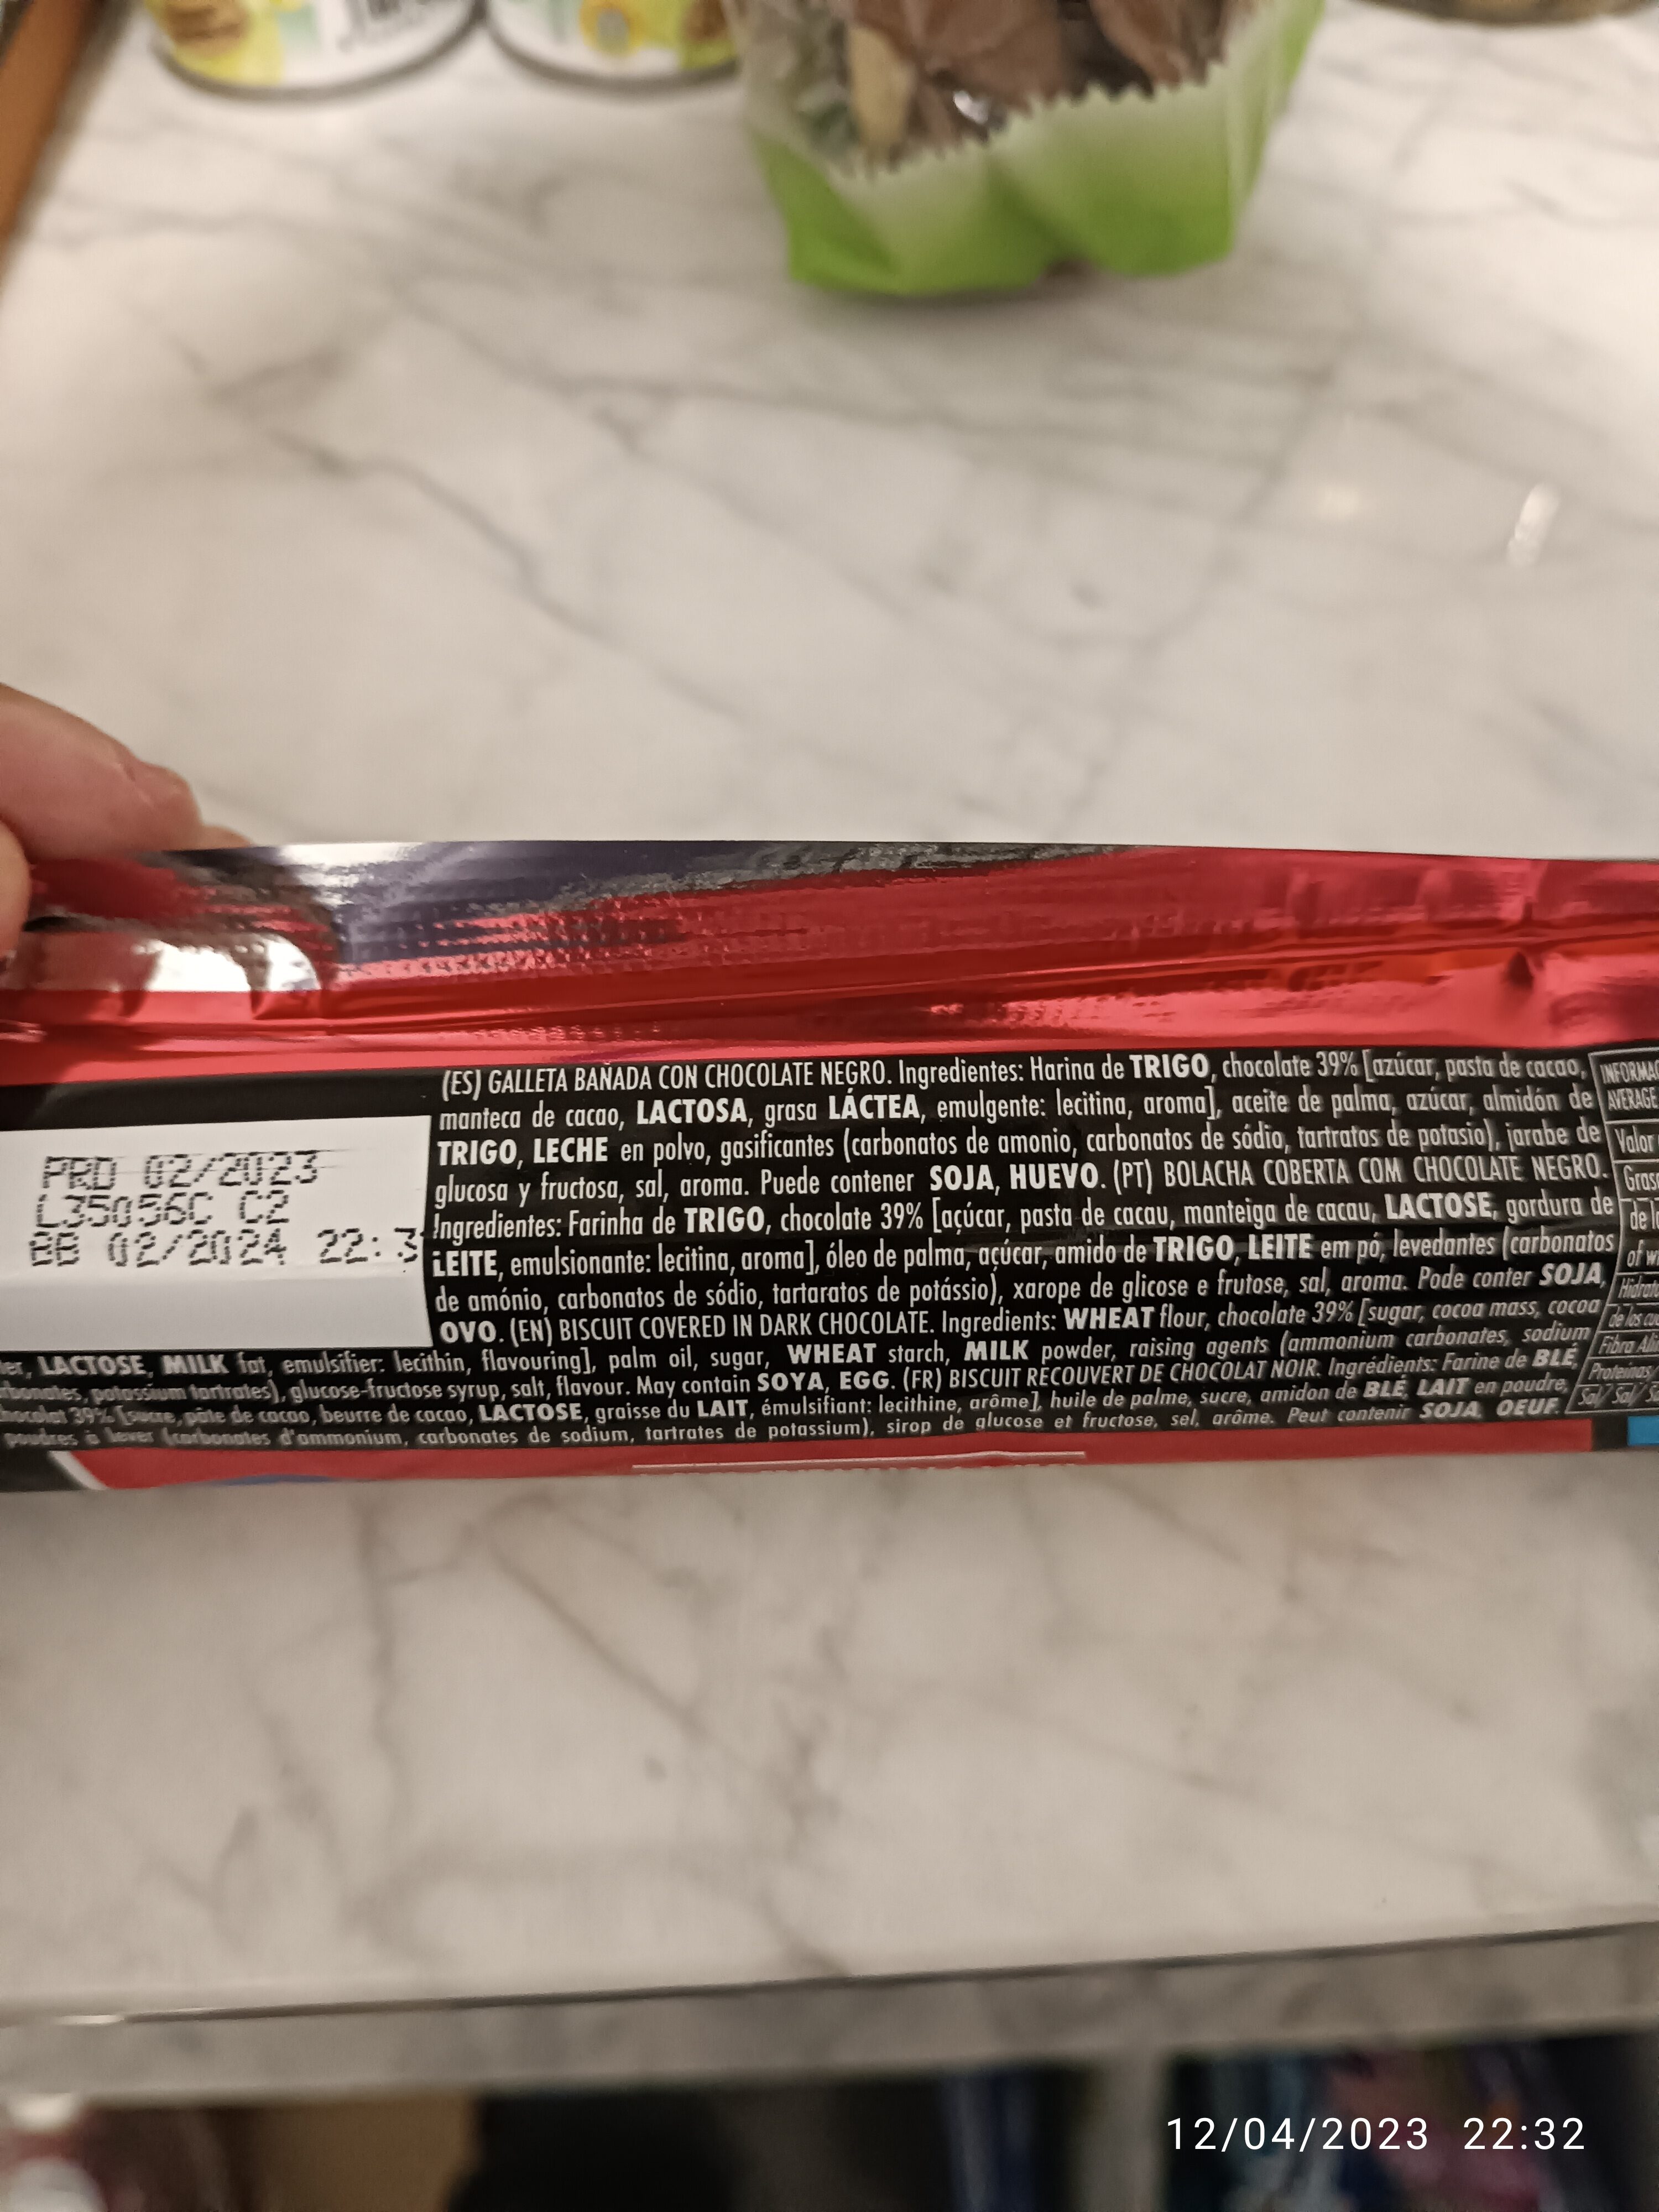 (ES) GALLETA BAÑADA CON CHOCOLATE NEGRO. Ingredientes: Harina de TRIGO, chocolate 39% [azúcar, pasta de cacao,
manteca de cacao, LACTOSA, grasa LÁCTEA, emulgente: lecitina, aroma], aceite de palma, azúcar, almidón de
TRIGO, LECHE en polvo, gasificantes (carbonatos de amonio, carbonatos de sódio, tartratos de potasio), jarabe de
glucosa y fructosa, sal, aroma. Puede contener SOJA, HUEVO. (PT) BOLACHA COBERTA COM CHOCOLATE NEGRO.
Ingredientes: Farinha de TRIGO, chocolate 39% [açúcar, pasta de cacau, manteiga de cacau, LACTOSE, gordura de
LEITE, emulsionante: lecitina, aroma], óleo de palma, açúcar, amido de TRIGO, LEITE em pó, levedantes (carbonatos
de amónio, carbonatos de sódio, tartaratos de potássio), xarope de glicose e frutose, sal, aroma. Pode conter SOJA,
OVO. (EN) BISCUIT COVERED IN DARK CHOCOLATE. Ingredients: WHEAT flour, chocolate 39% [sugar, cocoa mass, cocoa
LACTOSE, MILK fat, emulsifier: lecithin, flavouring], palm oil, sugar, WHEAT starch, MILK powder, raising agents (ammonium carbonates, sodium
potassium tartrates), glucose-fructose syrup, salt, flavour. May contain SOYA, EGG. (FR) BISCUIT RECOUVERT DE CHOCOLAT NOIR. Ingrédients: Farine de BLÉ,
39% [sucre, pâte de cacao, beurre de cacao, LACTOSE, graisse du LAIT, émulsifiant: lecithine, arôme], huile de palme, sucre, amidon de BLÉ, LAIT en poudre,
poudres à lever (carbonates d'ammonium, carbonates de sodium, tartrates de potassium), sirop de glucose et fructose, sel, arôme. Peut contenir SOJA, OEUF.
PRD 02/2023
L35056C C2
BB 02/2024 22:3
AVERAGE
Valor
Proteínas/
Sal/ Sal/
12/04/2023 22:32